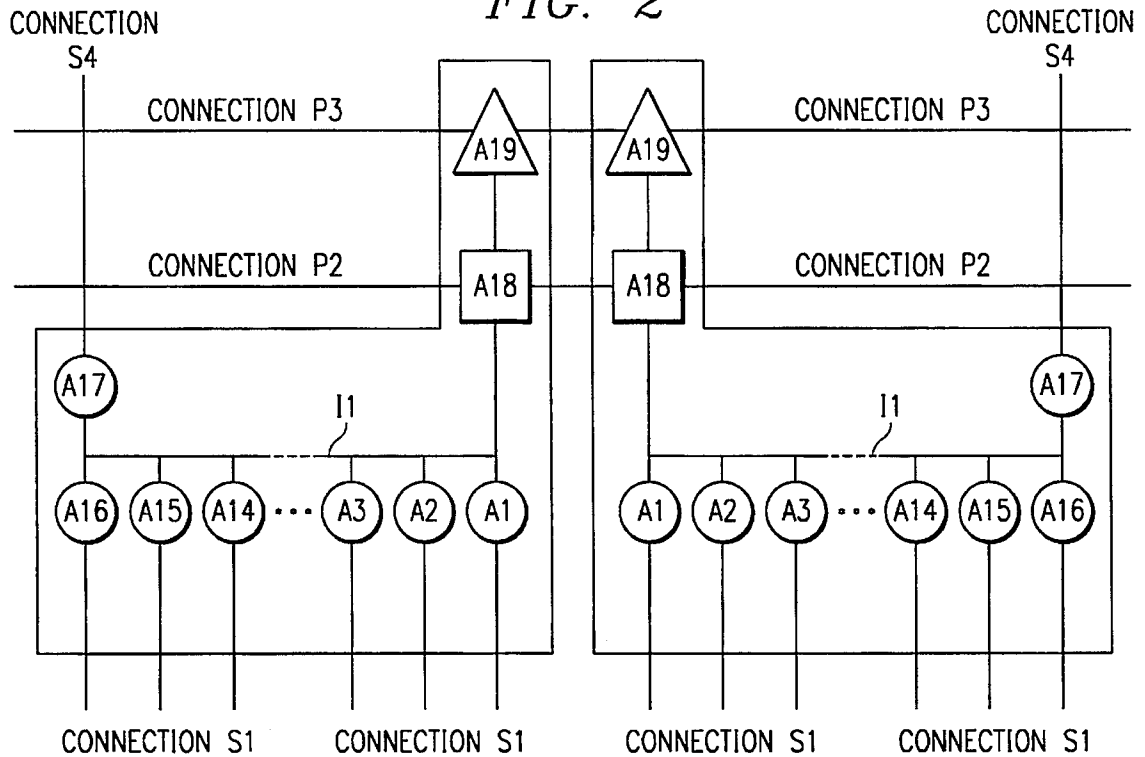 FIG. 2
CONNECTION
S4
CONNECTION
S4
CONNECTION P3
CONNECTION P3
A19
A19
CONNECTION P2
CONNECTION P2
A18
A18
A17
A17
I1
I1
A16 A15 A14 ••• A3 A2 A1
A1 A2 A3 ••• A14 A15 A16
CONNECTION S1
CONNECTION S1
CONNECTION S1
CONNECTION S1